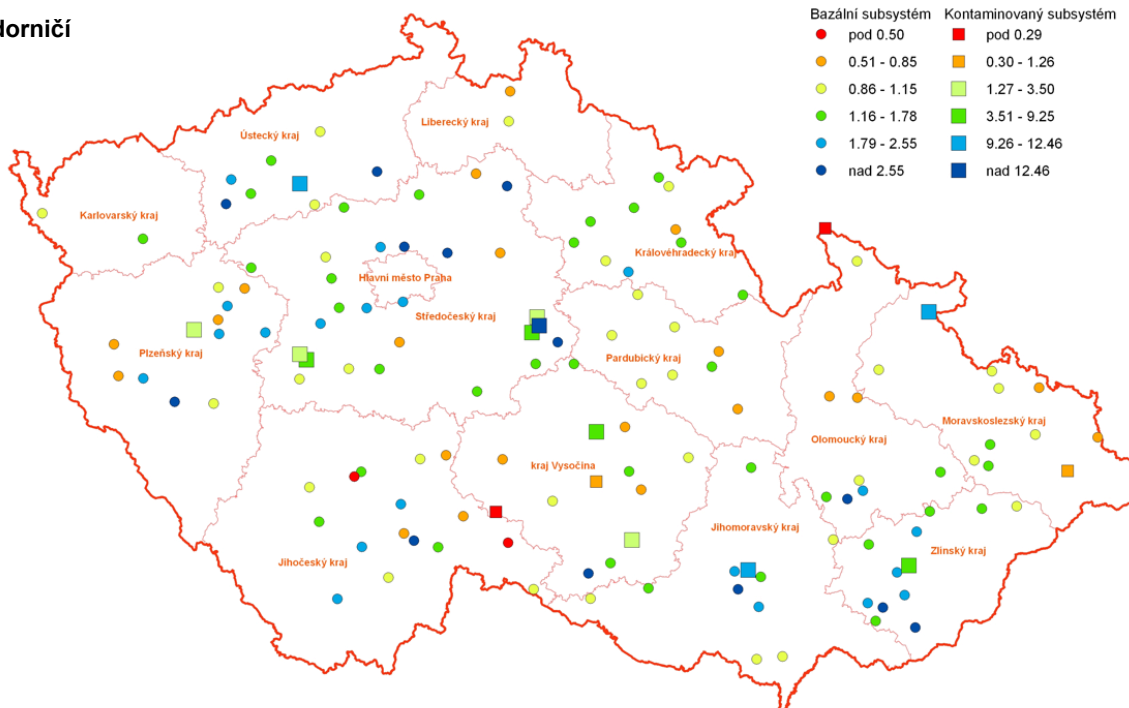 dorničí
Bazální subsystém Kontaminovaný subsystém
pod 0.50 pod 0.29
0.51 - 0.85 0.30 - 1.26
0.86 - 1.15 1.27 - 3.50
1.16 - 1.78 3.51 - 9.25
1.79 - 2.55 9.26 - 12.46
nad 2.55 nad 12.46
Liberecký kraj
Ústecký kraj
Karlovarský kraj
Královéhradecký kraj
Hlavní město Praha
Středočeský kraj
Plzeňský kraj
Pardubický kraj
Moravskoslezský kraj
Olomoucký kraj
kraj Vysočina
Jihomoravský kraj
Zlínský kraj
Jihočeský kraj